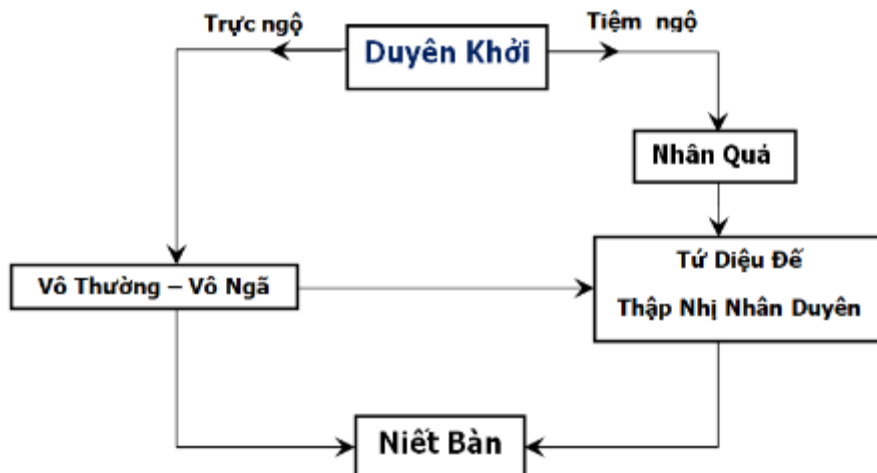 Trực ngộ
Duyên Khởi
Tiệm ngộ
Nhân Quả
Vô Thường – Vô Ngã
Tứ Diệu Đế
Thập Nhị Nhân Duyên
Niết Bàn